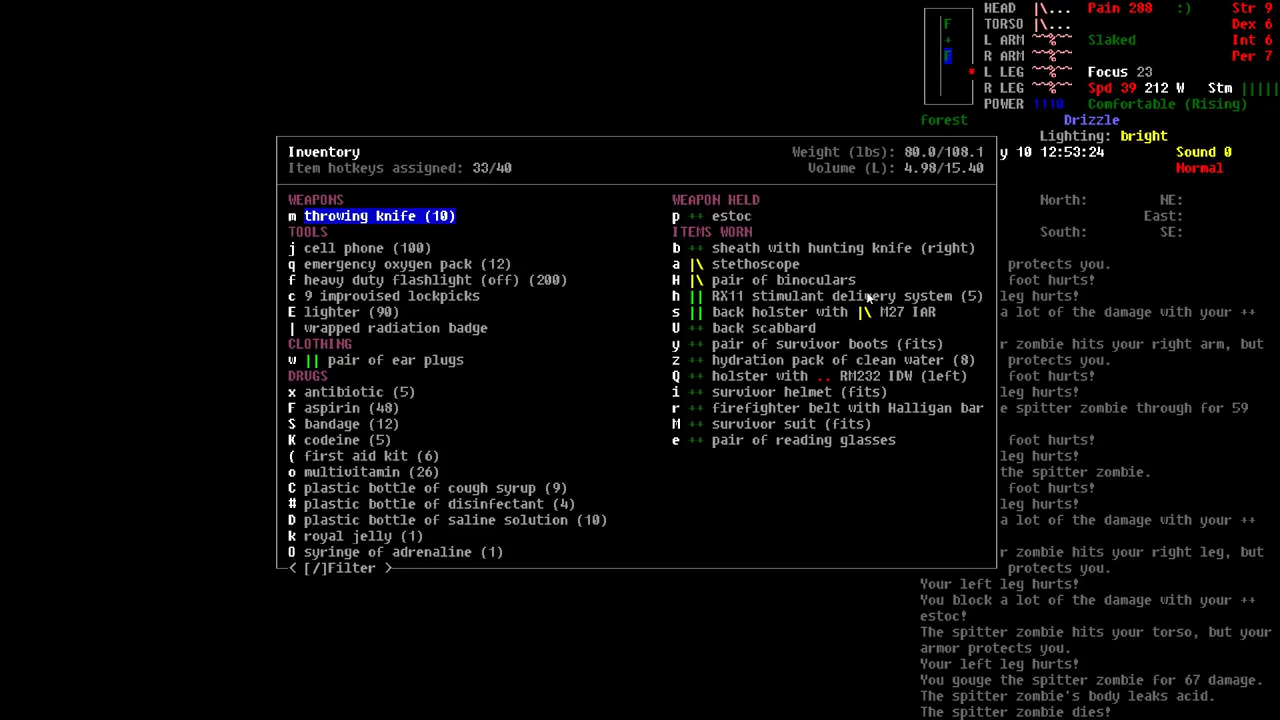 HEAD |\... Pain 288 :) Str 9
TORSO |\... Dex 6
L ARM ~~%~~ Slaked Int 6
R ARM ~~%~~ Per 7
L LEG ~~%~~ Focus 23
R LEG ~~%~~ Spd 39 212 W Stm |||||
POWER 1110 Comfortable (Rising)
forest Drizzle
Lighting: bright
y 10 12:53:24 Sound 0
Normal
F
+
F
*
Inventory Weight (lbs): 80.0/108.1
Item hotkeys assigned: 33/40 Volume (L): 4.98/15.40
WEAPONS
m throwing knife (10)
TOOLS
j cell phone (100)
q emergency oxygen pack (12)
f heavy duty flashlight (off) (200)
c 9 improvised lockpicks
E lighter (90)
| wrapped radiation badge
CLOTHING
w || pair of ear plugs
DRUGS
x antibiotic (5)
F aspirin (48)
S bandage (12)
K codeine (5)
( first aid kit (6)
o multivitamin (26)
C plastic bottle of cough syrup (9)
# plastic bottle of disinfectant (4)
D plastic bottle of saline solution (10)
k royal jelly (1)
O syringe of adrenaline (1)
< [/]Filter >
WEAPON HELD
p ++ estoc
ITEMS WORN
b ++ sheath with hunting knife (right)
a |\ stethoscope
H |\ pair of binoculars
h || RX11 stimulant delivery system (5)
s || back holster with |\ M27 IAR
U ++ back scabbard
y ++ pair of survivor boots (fits)
z ++ hydration pack of clean water (8)
Q ++ holster with .. RM232 IDW (left)
i ++ survivor helmet (fits)
r ++ firefighter belt with Halligan bar
M ++ survivor suit (fits)
e ++ pair of reading glasses
North: NE:
East:
South: SE:
protects you.
foot hurts!
leg hurts!
a lot of the damage with your ++
r zombie hits your right arm, but
protects you.
foot hurts!
leg hurts!
e spitter zombie through for 59
foot hurts!
leg hurts!
the spitter zombie.
foot hurts!
leg hurts!
a lot of the damage with your ++
r zombie hits your right leg, but
protects you.
Your left leg hurts!
You block a lot of the damage with your ++
estoc!
The spitter zombie hits your torso, but your
armor protects you.
Your left leg hurts!
You gouge the spitter zombie for 67 damage.
The spitter zombie's body leaks acid.
The spitter zombie dies!